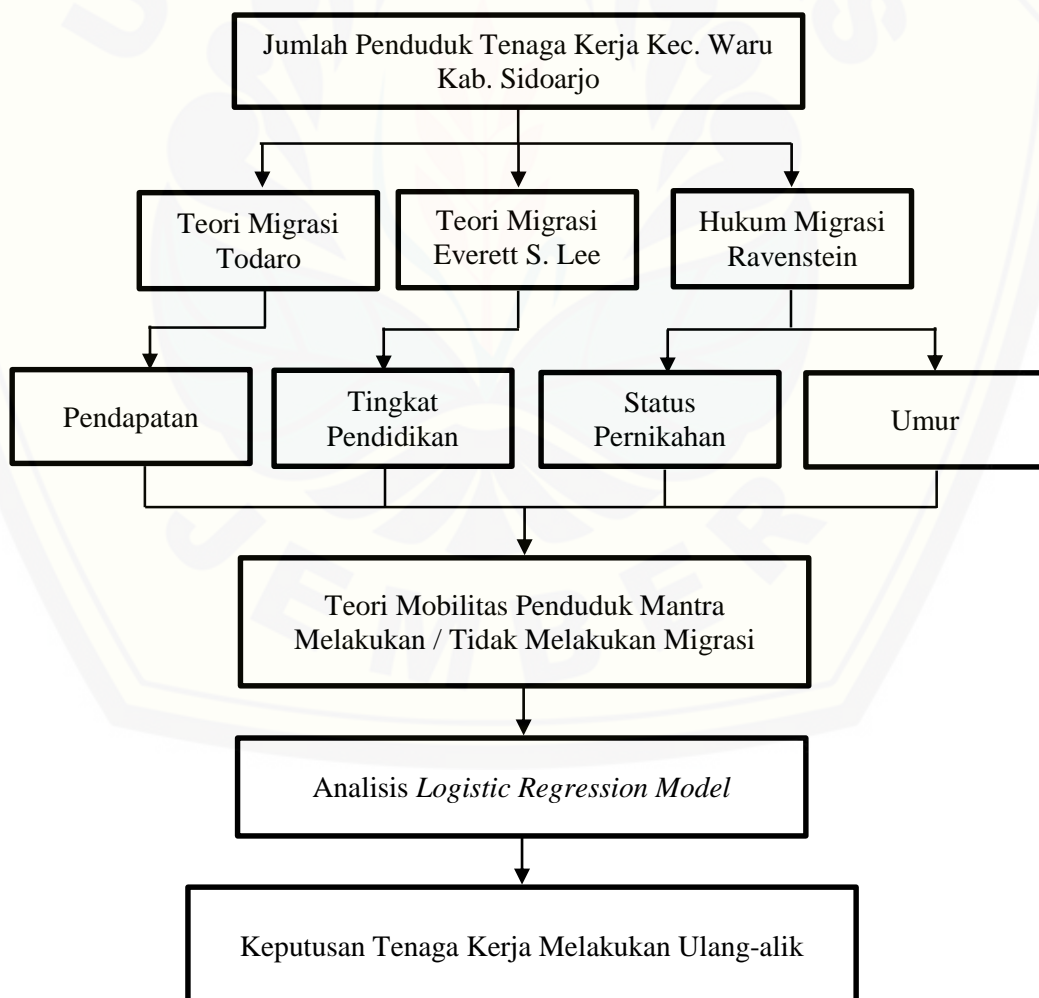 Jumlah Penduduk Tenaga Kerja Kec. Waru
Kab. Sidoarjo
Teori Migrasi
Todaro
Teori Migrasi
Everett S. Lee
Hukum Migrasi
Ravenstein
Pendapatan
Tingkat
Pendidikan
Status
Pernikahan
Umur
Teori Mobilitas Penduduk Mantra
Melakukan / Tidak Melakukan Migrasi
Analisis Logistic Regression Model
Keputusan Tenaga Kerja Melakukan Ulang-alik
JEMBER